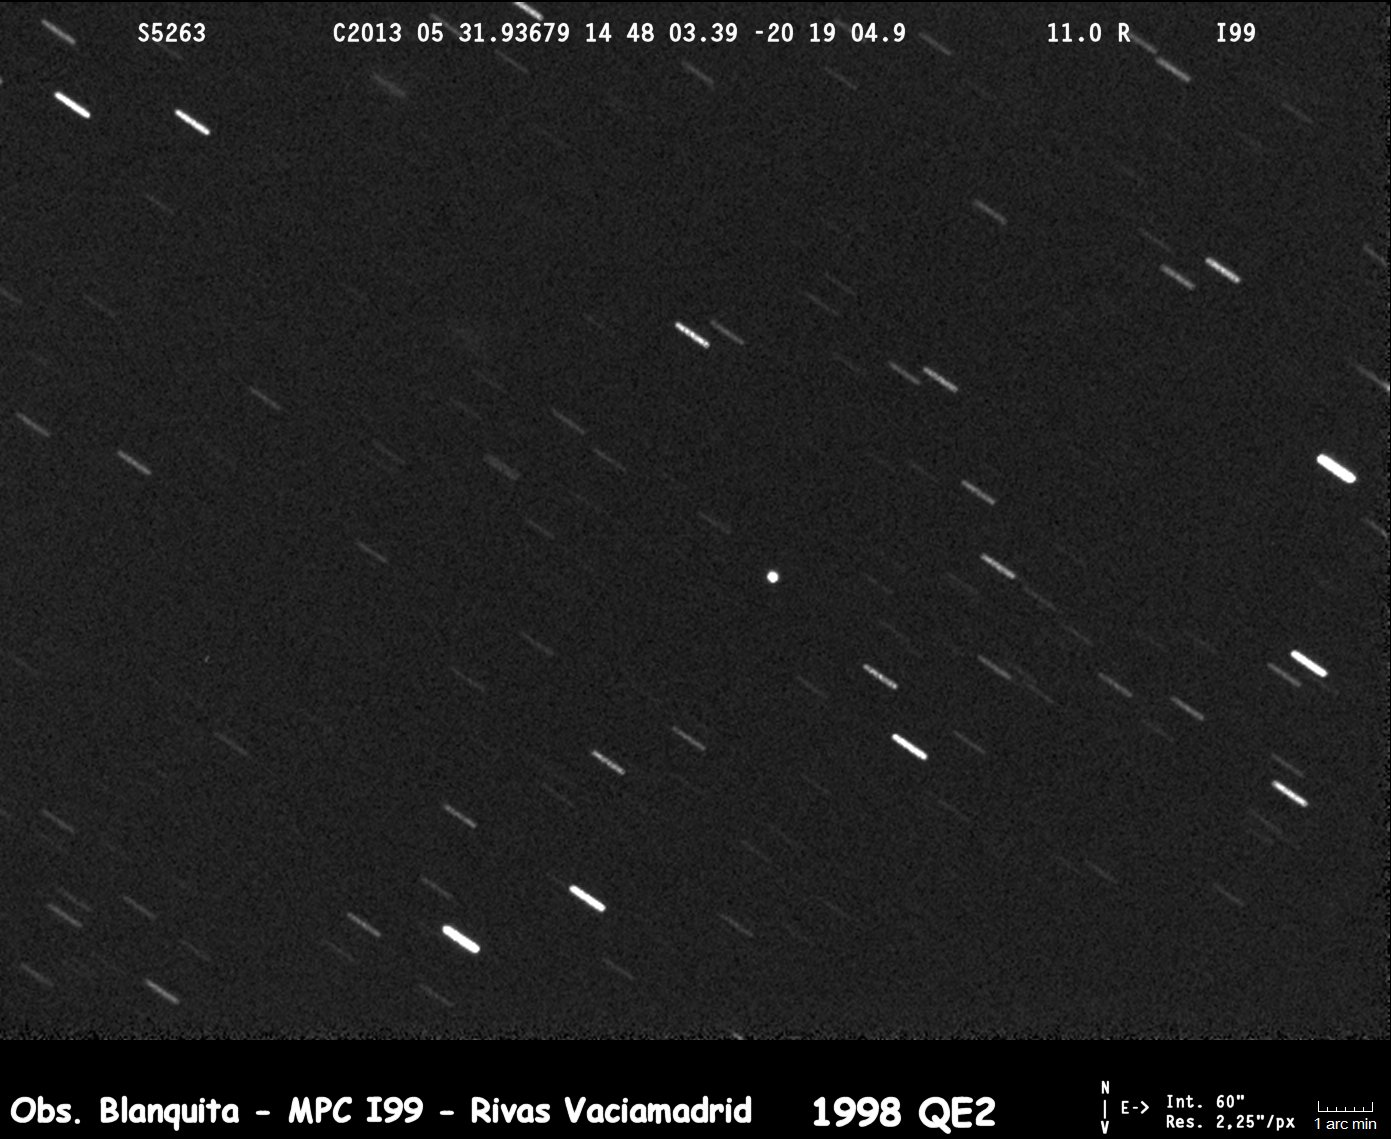 S5263 C2013 05 31.93679 14 48 03.39 -20 19 04.9 11.0 R I99
Obs. Blanquita - MPC I99 - Rivas Vaciamadrid 1998 QE2
N
| E->
V
Int. 60"
Res. 2,25"/px
1 arc min